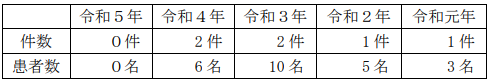 令和５年 令和４年 令和３年 令和２年 令和元年
件数 ０件 ２件 ２件 １件 １件
患者数 ０名 ６名 10 名 ５名 ３名